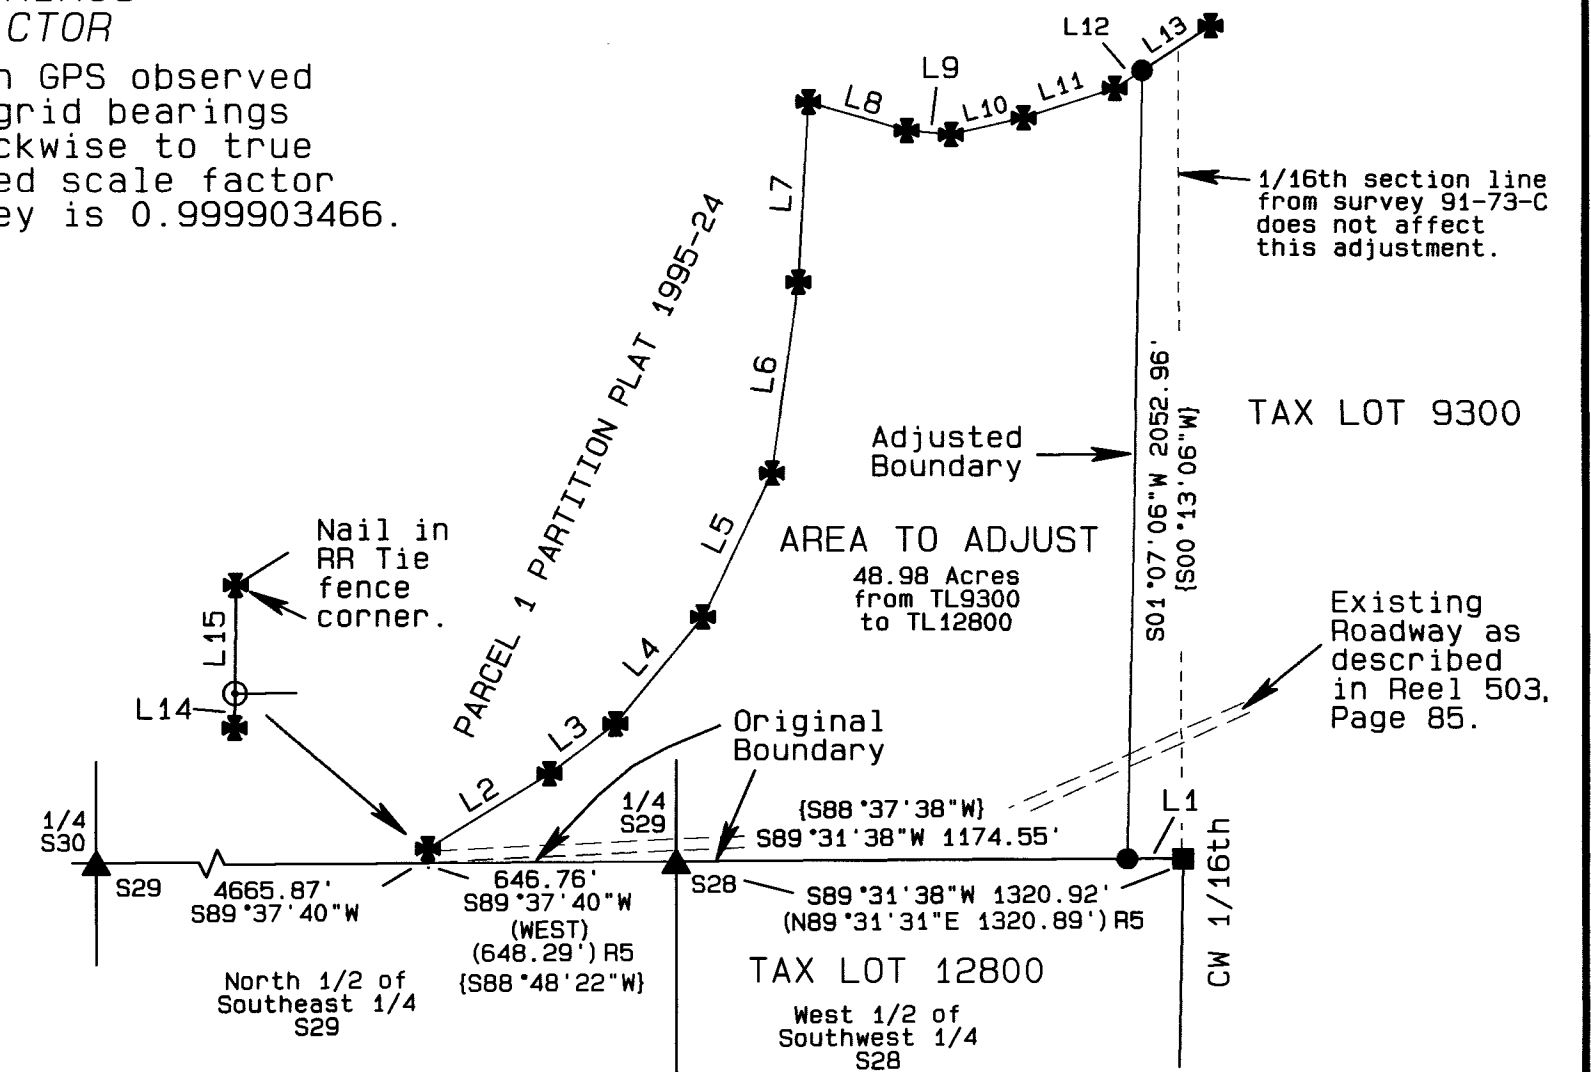 CTOR
n GPS observed
grid bearings
ckwise to true
ed scale factor
ey is 0.999903466.
L12
L13
L9
L8
L10
L11
L7
1/16th section line
from survey 91-73-C
does not affect
this adjustment.
PARCEL 1 PARTITION PLAT 1995-24
L6
S01°07'06"W 2052.96'
{S00°13'06"W}
TAX LOT 9300
Adjusted
Boundary
L5
AREA TO ADJUST
48.98 Acres
from TL9300
to TL12800
Nail in
RR Tie
fence
corner.
L15
L14
L4
L3
L2
Original
Boundary
Existing
Roadway as
described
in Reel 503,
Page 85.
1/4
S30
S29
1/4
S29
S28
{S88°37'38"W}
S89°31'38"W 1174.55'
L1
4665.87'
S89°37'40"W
646.76'
S89°37'40"W
(WEST)
(648.29')R5
{S88°48'22"W}
S89°31'38"W 1320.92'
(N89°31'31"E 1320.89')R5
CW 1/16th
North 1/2 of
Southeast 1/4
S29
TAX LOT 12800
West 1/2 of
Southwest 1/4
S28